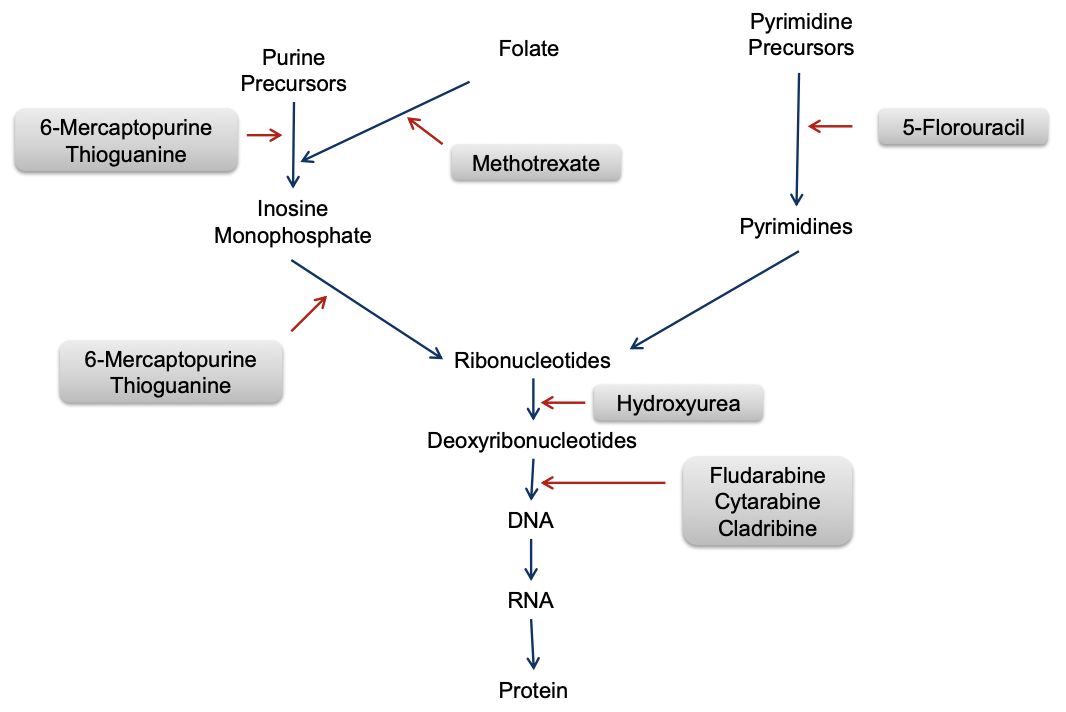 Purine
Precursors
Folate
Pyrimidine
Precursors
6-Mercaptopurine
Thioguanine
Methotrexate
5-Florouracil
Inosine
Monophosphate
Pyrimidines
6-Mercaptopurine
Thioguanine
Ribonucleotides
Hydroxyurea
Deoxyribonucleotides
Fludarabine
Cytarabine
Cladribine
DNA
RNA
Protein